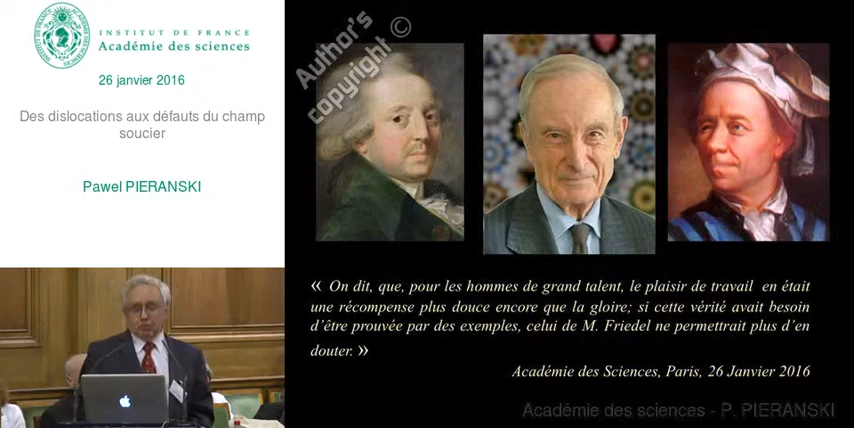 INSTITUT DE FRANCE
Académie des sciences
26 janvier 2016
Des dislocations aux défauts du champ
soucier
Pawel PIERANSKI
Author's
copyright ©
« On dit, que, pour les hommes de grand talent, le plaisir de travail en était
une récompense plus douce encore que la gloire; si cette vérité avait besoin
d'être prouvée par des exemples, celui de M. Friedel ne permettrait plus d'en
douter. »
Académie des Sciences, Paris, 26 Janvier 2016
Académie des sciences - P. PIERANSKI